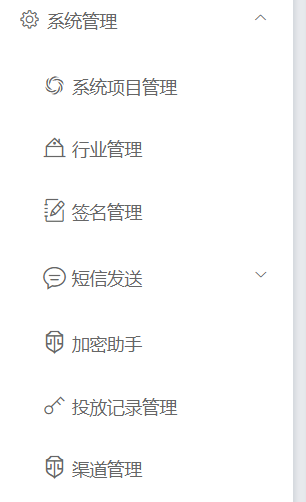 系统管理
系统项目管理
行业管理
签名管理
短信发送
加密助手
投放记录管理
渠道管理